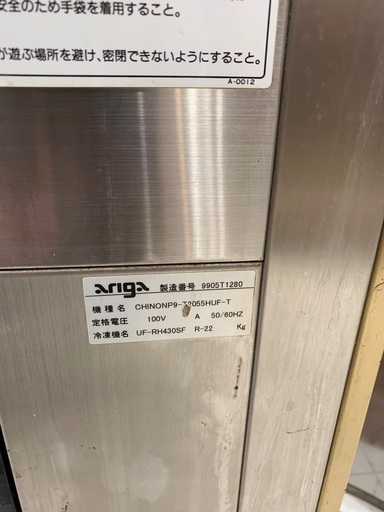 安全のため手袋を着用すること。
が遊ぶ場所を避け、密閉できないようにすること。
A-0012
ariga 製造番号 9905T1280
機種名 CHINONP9-T2055HUF-T
定格電圧 100V A 50/60HZ
冷凍機名 UF-RH430SF R-22 Kg